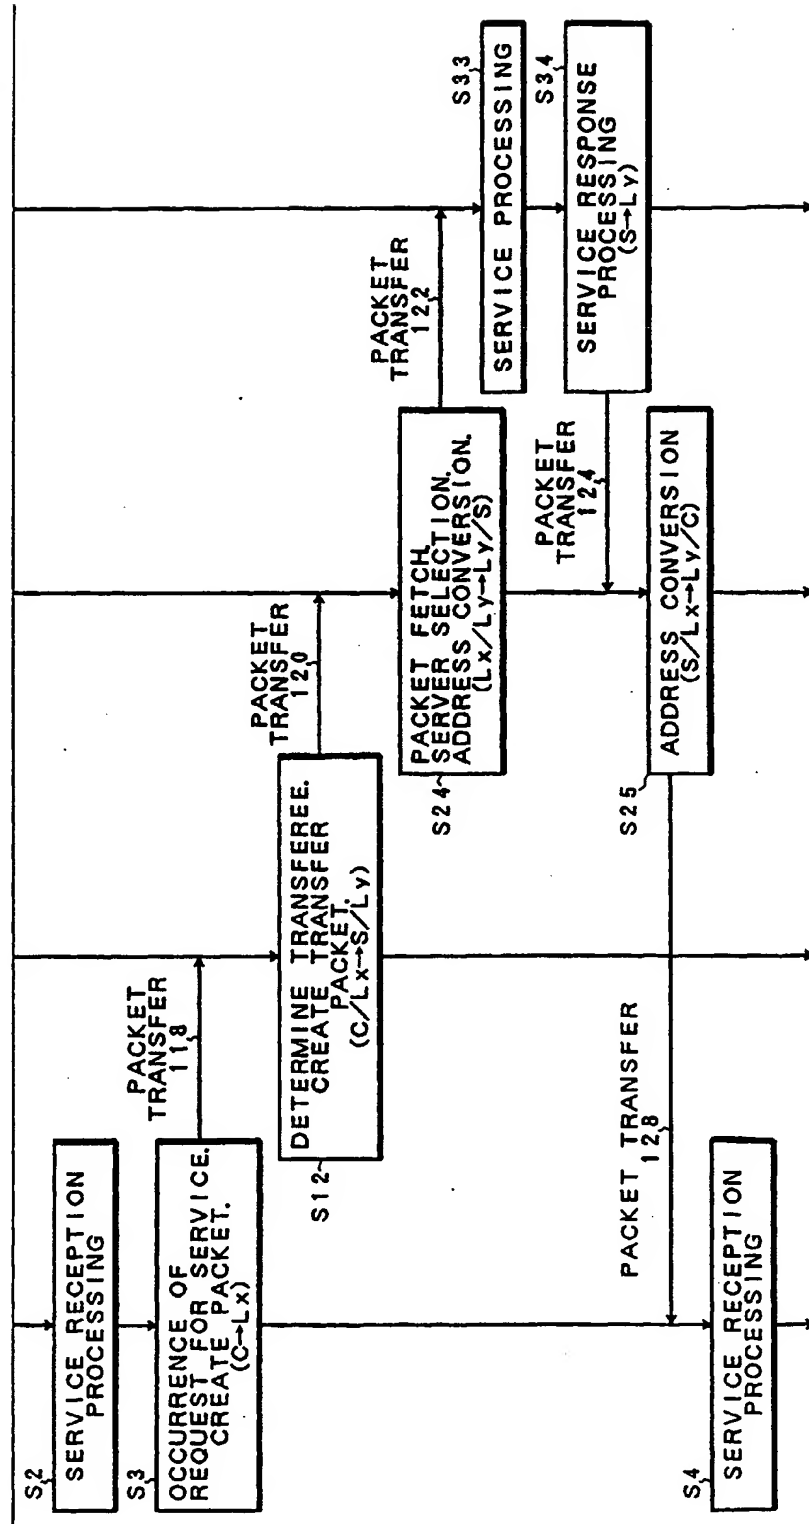 S2
SERVICE RECEPTION
PROCESSING
S3
OCCURRENCE OF
REQUEST FOR SERVICE.
CREATE PACKET.
(C→Lx)
PACKET
TRANSFER
118
S12
DETERMINE TRANSFEREE.
CREATE TRANSFER
PACKET.
(C/Lx→S/Ly)
PACKET
TRANSFER
120
S24
PACKET FETCH.
SERVER SELECTION.
ADDRESS CONVERSION.
(Lx/Ly→Ly/S)
PACKET
TRANSFER
122
S33
SERVICE PROCESSING
S34
SERVICE RESPONSE
PROCESSING
(S→Ly)
PACKET
TRANSFER
124
S25
ADDRESS CONVERSION
(S/Lx→Ly/C)
PACKET TRANSFER
128
S4
SERVICE RECEPTION
PROCESSING